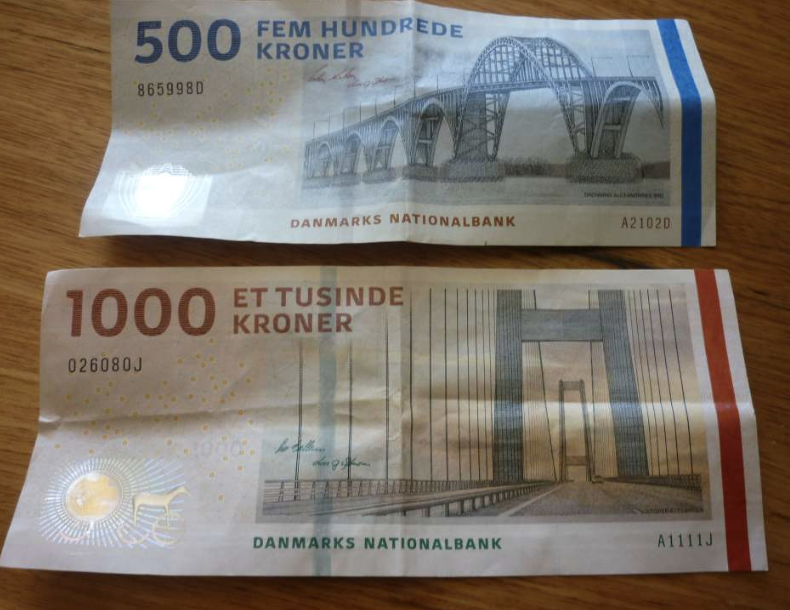 500 FEM HUNDREDE
KRONER
865998D
DANMARKS NATIONALBANK
A2102D
1000 ET TUSINDE
KRONER
026080J
DANMARKS NATIONALBANK
A1111J